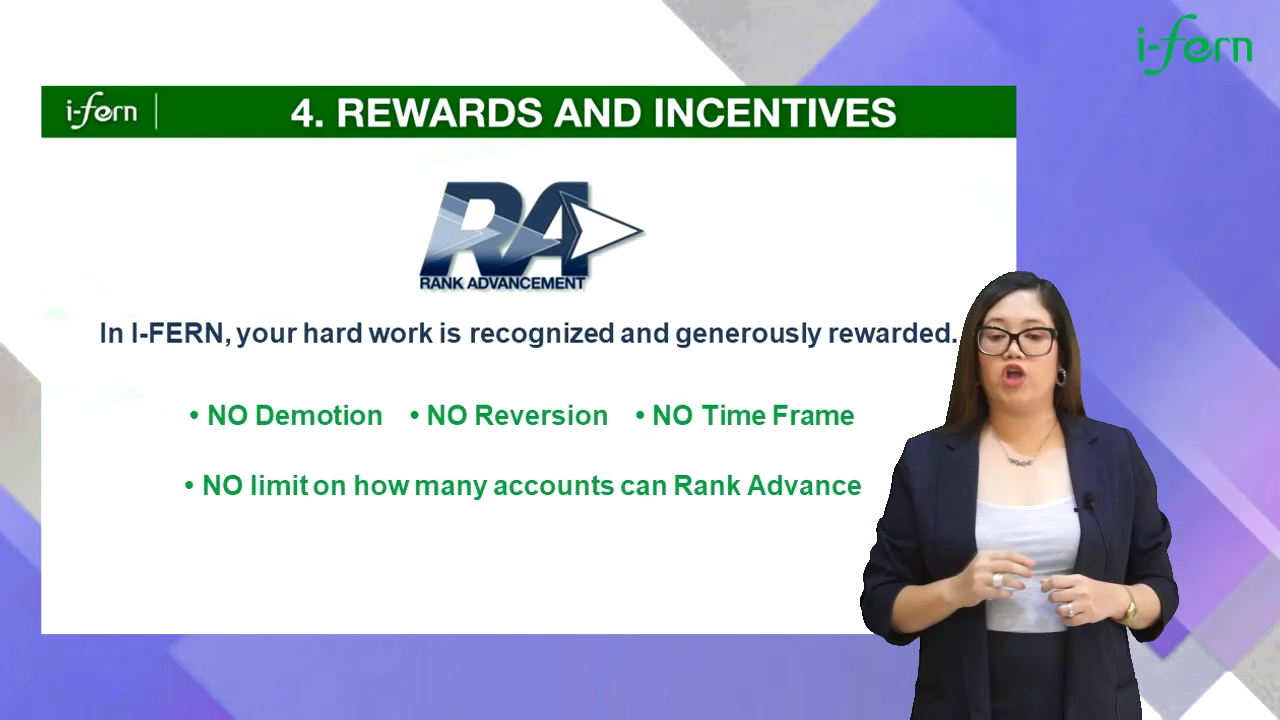 i-fern
i-fern 4. REWARDS AND INCENTIVES
RA
RANK ADVANCEMENT
In I-FERN, your hard work is recognized and generously rewarded.
• NO Demotion • NO Reversion • NO Time Frame
• NO limit on how many accounts can Rank Advance